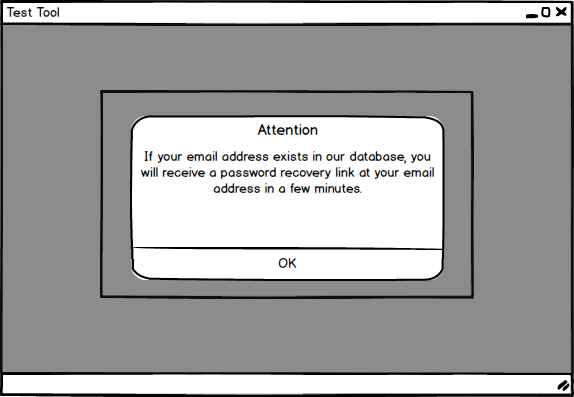 Test Tool
Attention
If your email address exists in our database, you
will receive a password recovery link at your email
address in a few minutes.
OK